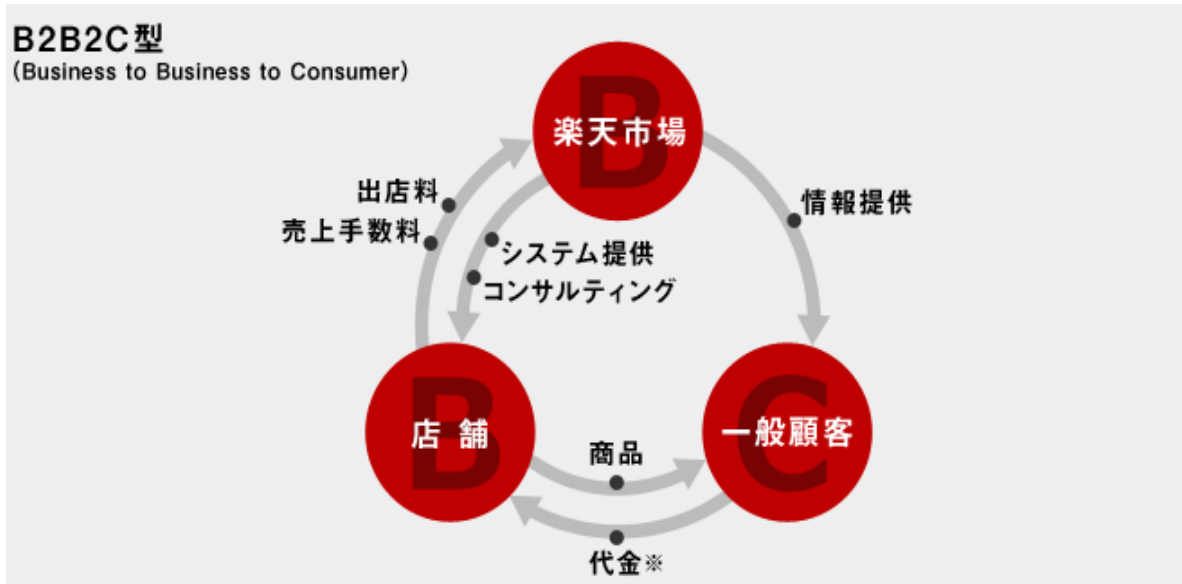 B2B2C型
(Business to Business to Consumer)
B
楽天市場
出店料
売上手数料
情報提供
システム提供
コンサルティング
B
店舗
C
一般顧客
商品
代金※